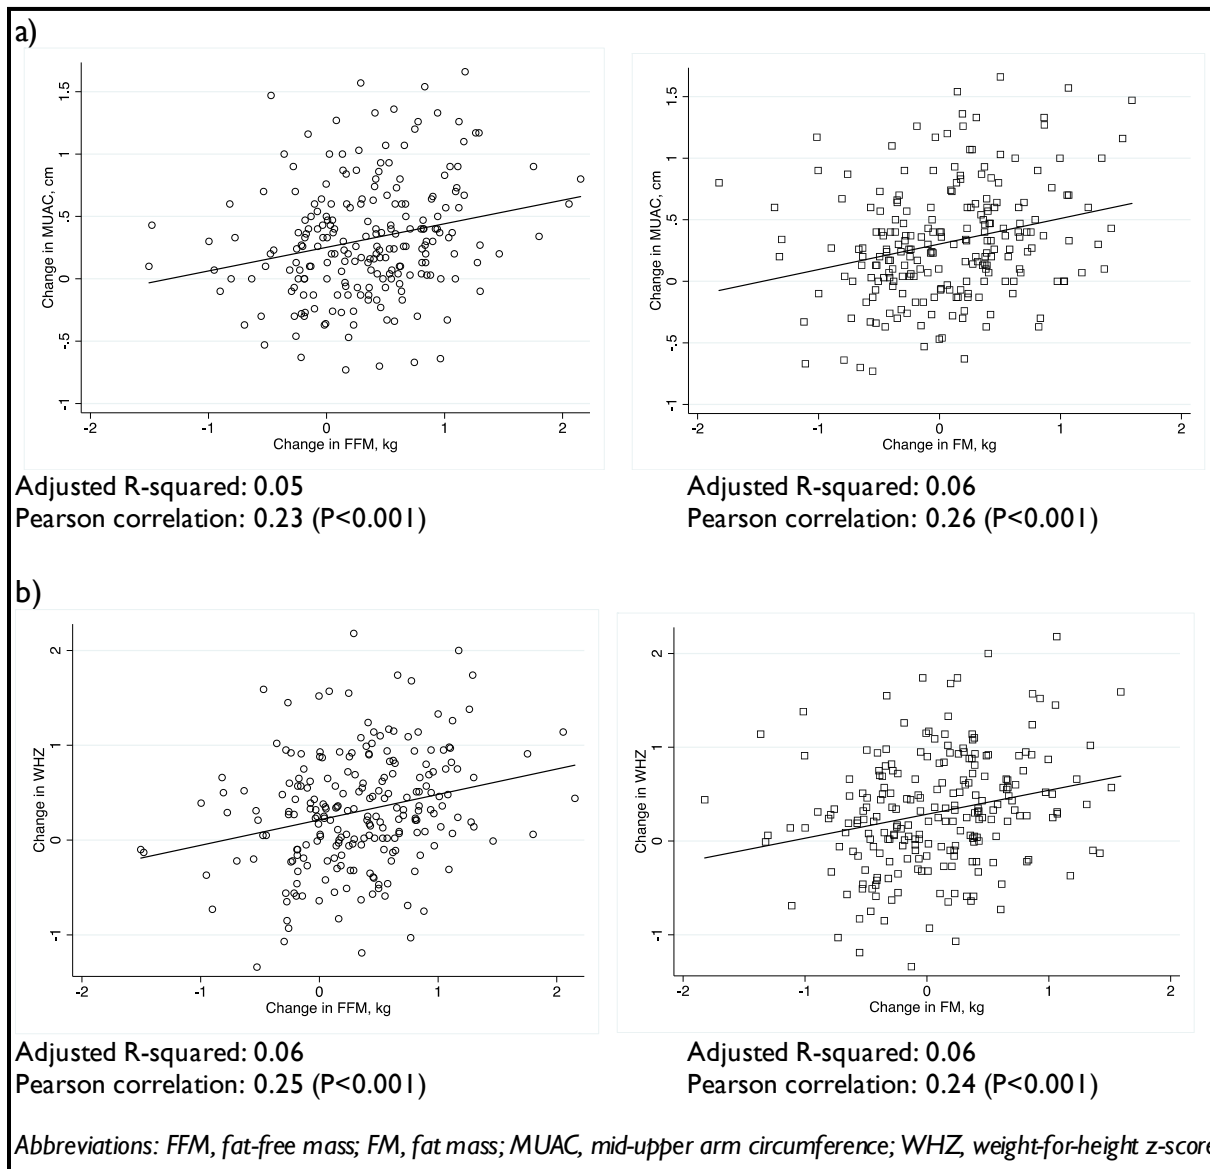 a)
1.5
1
.5
0
-.5
-1
Change in MUAC, cm
-2 -1 0 1 2
Change in FFM, kg
1.5
1
.5
0
-.5
-1
Change in MUAC, cm
-2 -1 0 1 2
Change in FM, kg
Adjusted R-squared: 0.05
Pearson correlation: 0.23 (P<0.001)
Adjusted R-squared: 0.06
Pearson correlation: 0.26 (P<0.001)
b)
2
1
0
-1
Change in WHZ
-2 -1 0 1 2
Change in FFM, kg
2
1
0
-1
Change in WHZ
-2 -1 0 1 2
Change in FM, kg
Adjusted R-squared: 0.06
Pearson correlation: 0.25 (P<0.001)
Adjusted R-squared: 0.06
Pearson correlation: 0.24 (P<0.001)
Abbreviations: FFM, fat-free mass; FM, fat mass; MUAC, mid-upper arm circumference; WHZ, weight-for-height z-score